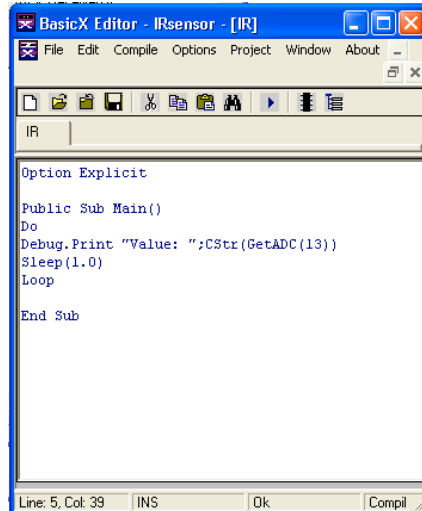 BasicX Editor - IRsensor - [IR]
File Edit Compile Options Project Window About
IR
Option Explicit
Public Sub Main()
Do
Debug.Print "Value: ";CStr(GetADC(13))
Sleep(1.0)
Loop
End Sub
Line: 5, Col: 39 INS Ok Compil